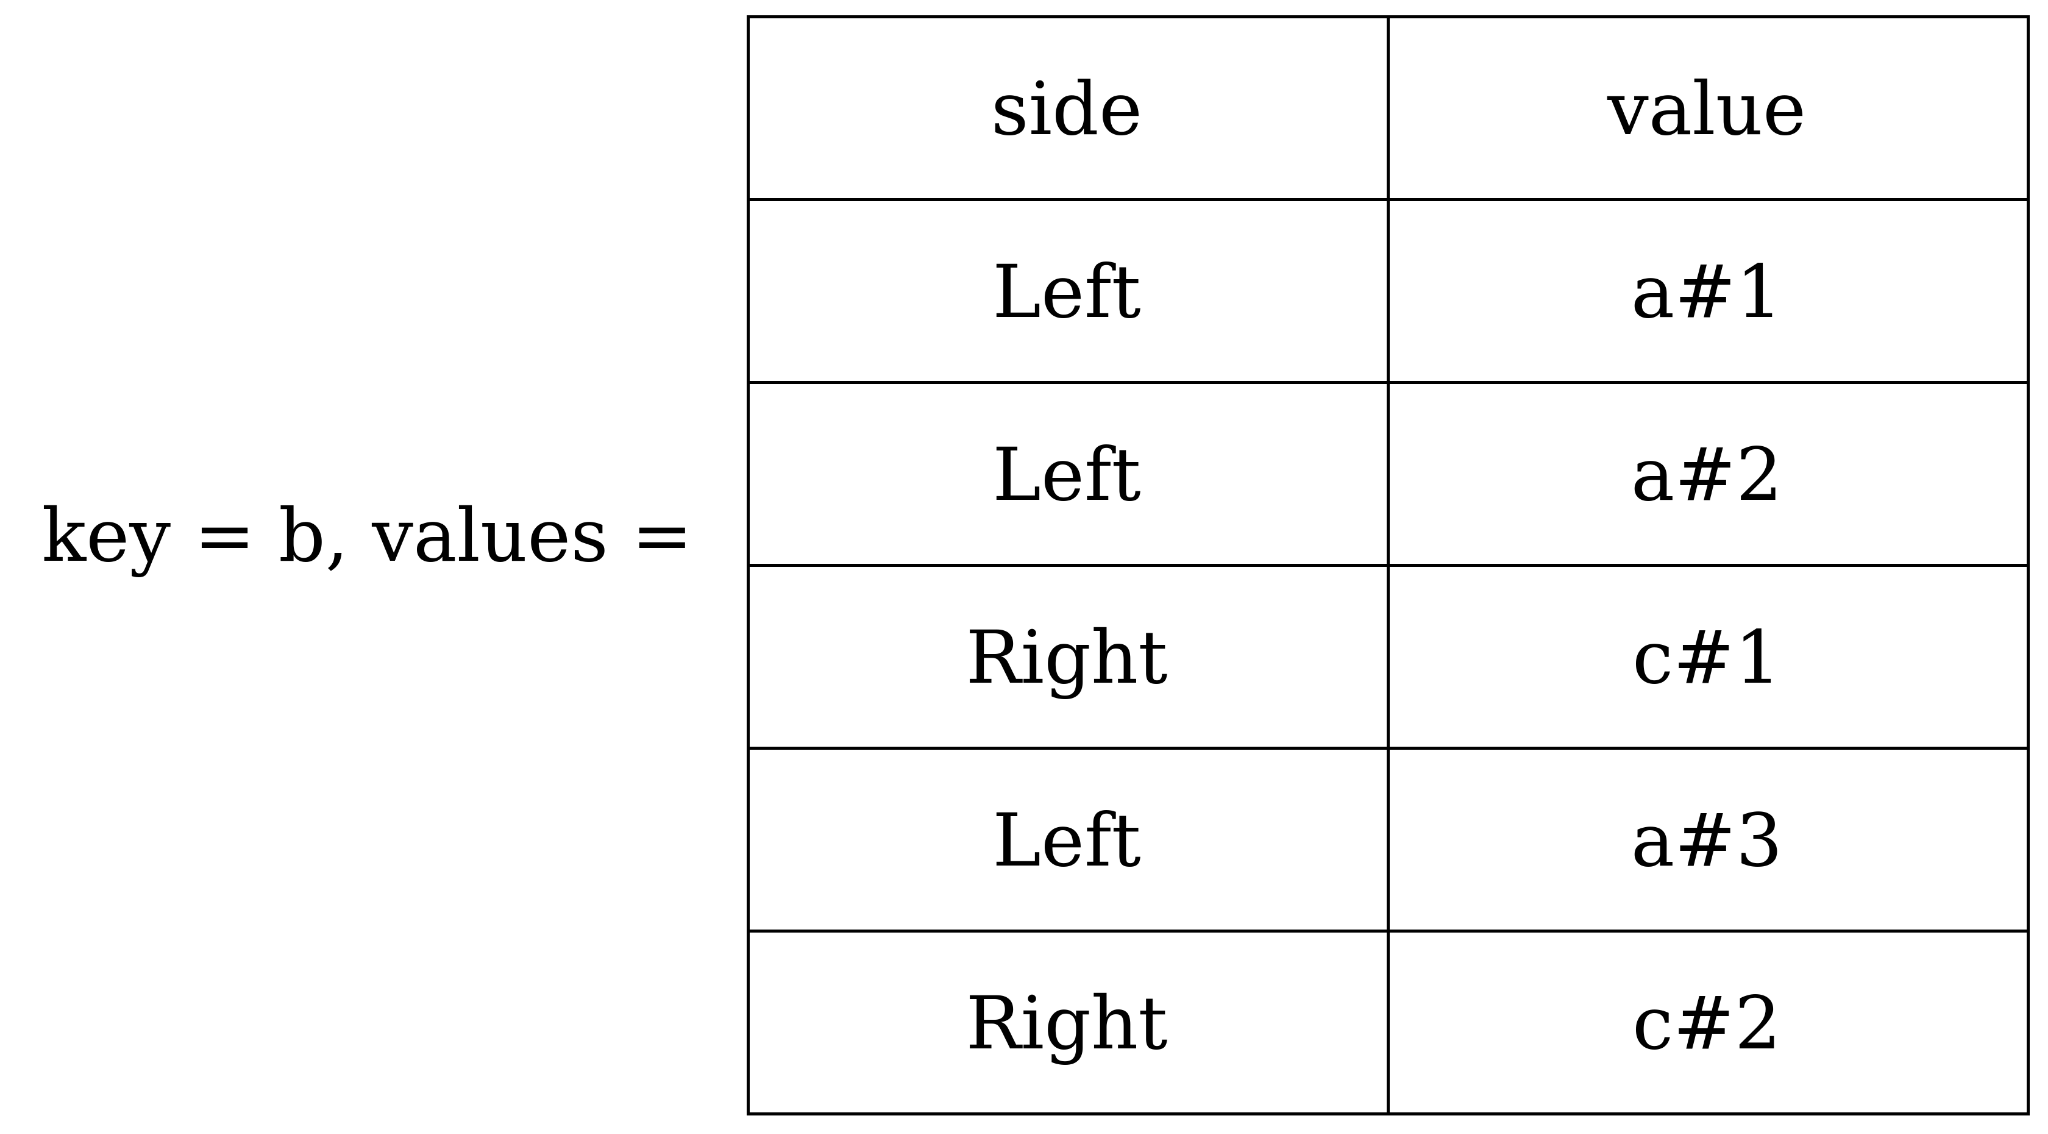 key = b, values =
side value
Left a#1
Left a#2
Right c#1
Left a#3
Right c#2